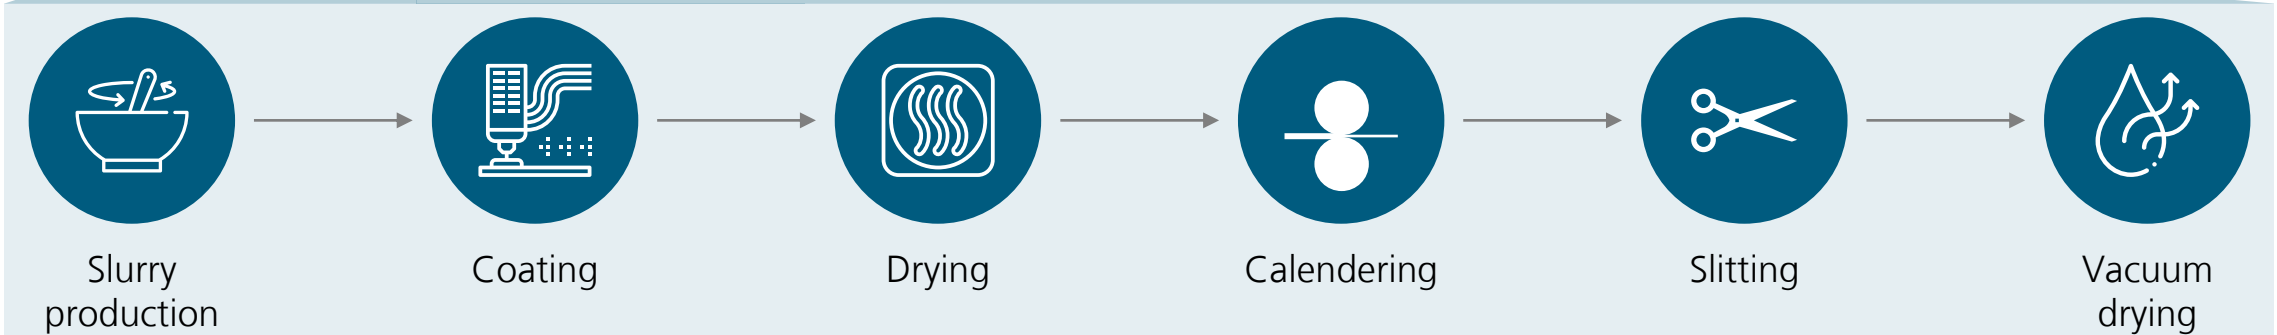 Slurry
production
Coating
Drying
Calendering
Slitting
Vacuum
drying